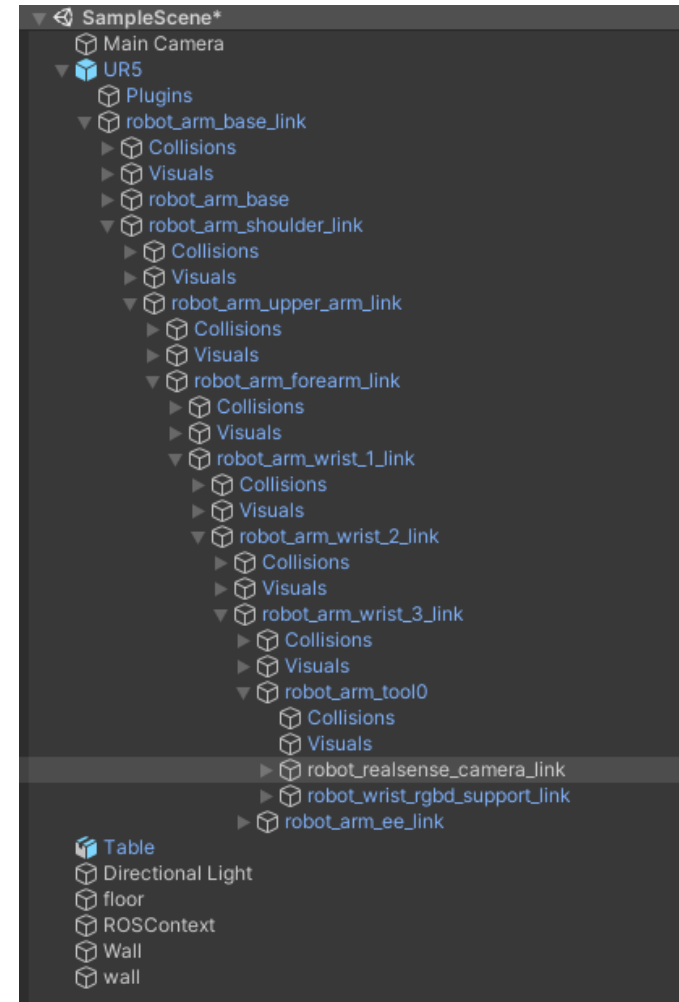 SampleScene*
Main Camera
UR5
Plugins
robot_arm_base_link
Collisions
Visuals
robot_arm_base
robot_arm_shoulder_link
Collisions
Visuals
robot_arm_upper_arm_link
Collisions
Visuals
robot_arm_forearm_link
Collisions
Visuals
robot_arm_wrist_1_link
Collisions
Visuals
robot_arm_wrist_2_link
Collisions
Visuals
robot_arm_wrist_3_link
Collisions
Visuals
robot_arm_tool0
Collisions
Visuals
robot_realsense_camera_link
robot_wrist_rgbd_support_link
robot_arm_ee_link
Table
Directional Light
floor
ROSContext
Wall
wall